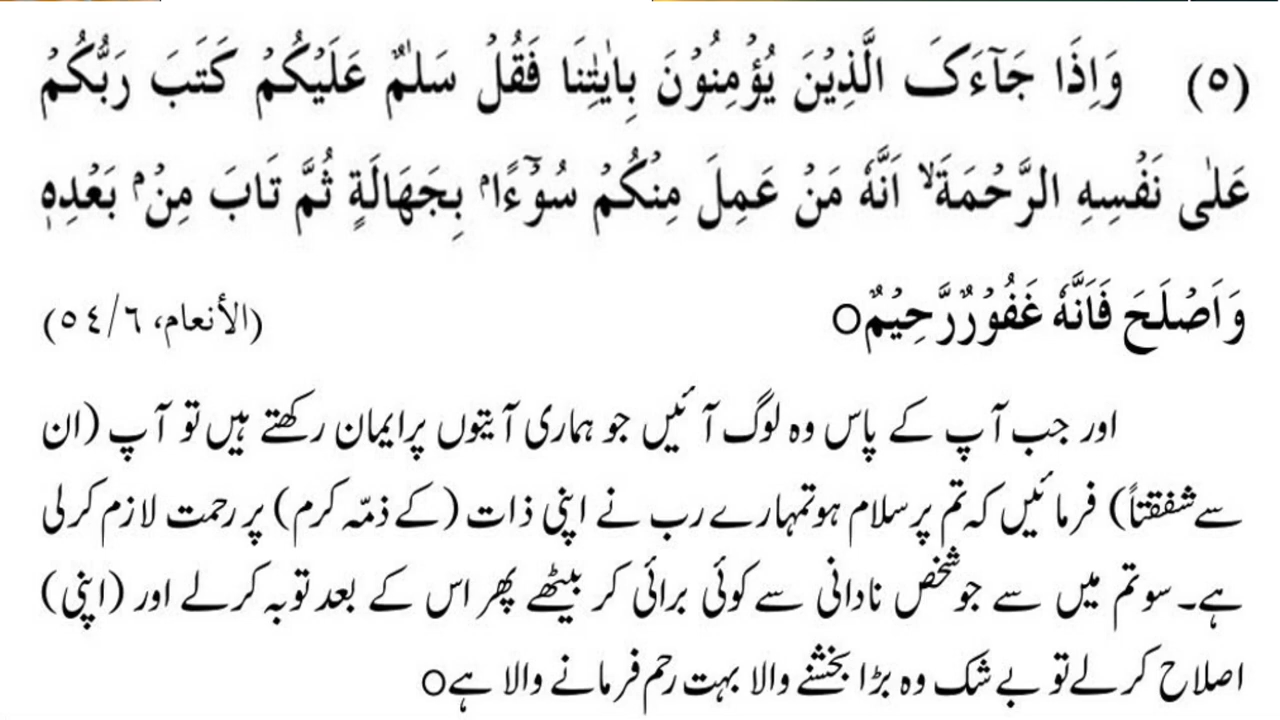 (۵) وَاِذَا جَآءَکَ الَّذِيْنَ يُؤْمِنُوْنَ بِاٰيٰتِنَا فَقُلْ سَلٰمٌ عَلَيْکُمْ کَتَبَ رَبُّکُمْ
عَلٰی نَفْسِهِ الرَّحْمَةَ ۙ اَنَّهٗ مَنْ عَمِلَ مِنْکُمْ سُوْٓءًام بِجَهَالَةٍ ثُمَّ تَابَ مِنْم بَعْدِهٖ
وَاَصْلَحَ فَاَنَّهٗ غَفُوْرٌ رَّحِيْمٌ○ (الأنعام، ٦/٥٤)
اور جب آپ کے پاس وہ لوگ آئیں جو ہماری آیتوں پر ایمان رکھتے ہیں تو آپ (ان
سے شفقتاً) فرمائیں کہ تم پر سلام ہو تمہارے رب نے اپنی ذات (کے ذمّہ کرم) پر رحمت لازم کرلی
ہے۔ سو تم میں سے جو شخص نادانی سے کوئی برائی کر بیٹھے پھر اس کے بعد توبہ کرلے اور (اپنی)
اصلاح کرلے تو بے شک وہ بڑا بخشنے والا بہت رحم فرمانے والا ہے○